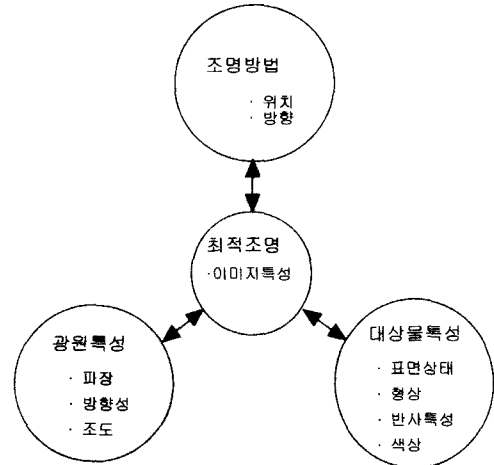 조명방법
· 위치
· 방향
최적조명
·이미지특성
광원특성
· 파장
· 방향성
· 조도
대상물특성
· 표면상태
· 형상
· 반사특성
· 색상